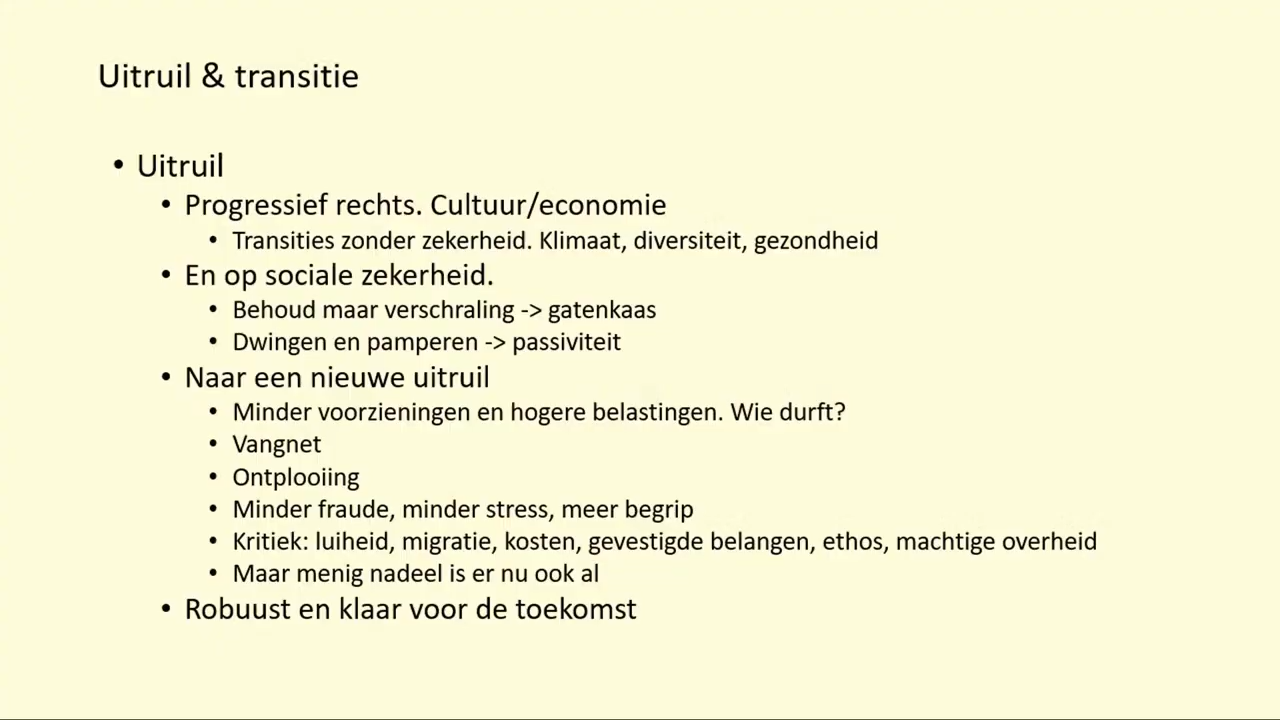 Uitruil & transitie
• Uitruil
• Progressief rechts. Cultuur/economie
• Transities zonder zekerheid. Klimaat, diversiteit, gezondheid
• En op sociale zekerheid.
• Behoud maar verschraling -> gatenkaas
• Dwingen en pamperen -> passiviteit
• Naar een nieuwe uitruil
• Minder voorzieningen en hogere belastingen. Wie durft?
• Vangnet
• Ontplooiing
• Minder fraude, minder stress, meer begrip
• Kritiek: luiheid, migratie, kosten, gevestigde belangen, ethos, machtige overheid
• Maar menig nadeel is er nu ook al
• Robuust en klaar voor de toekomst